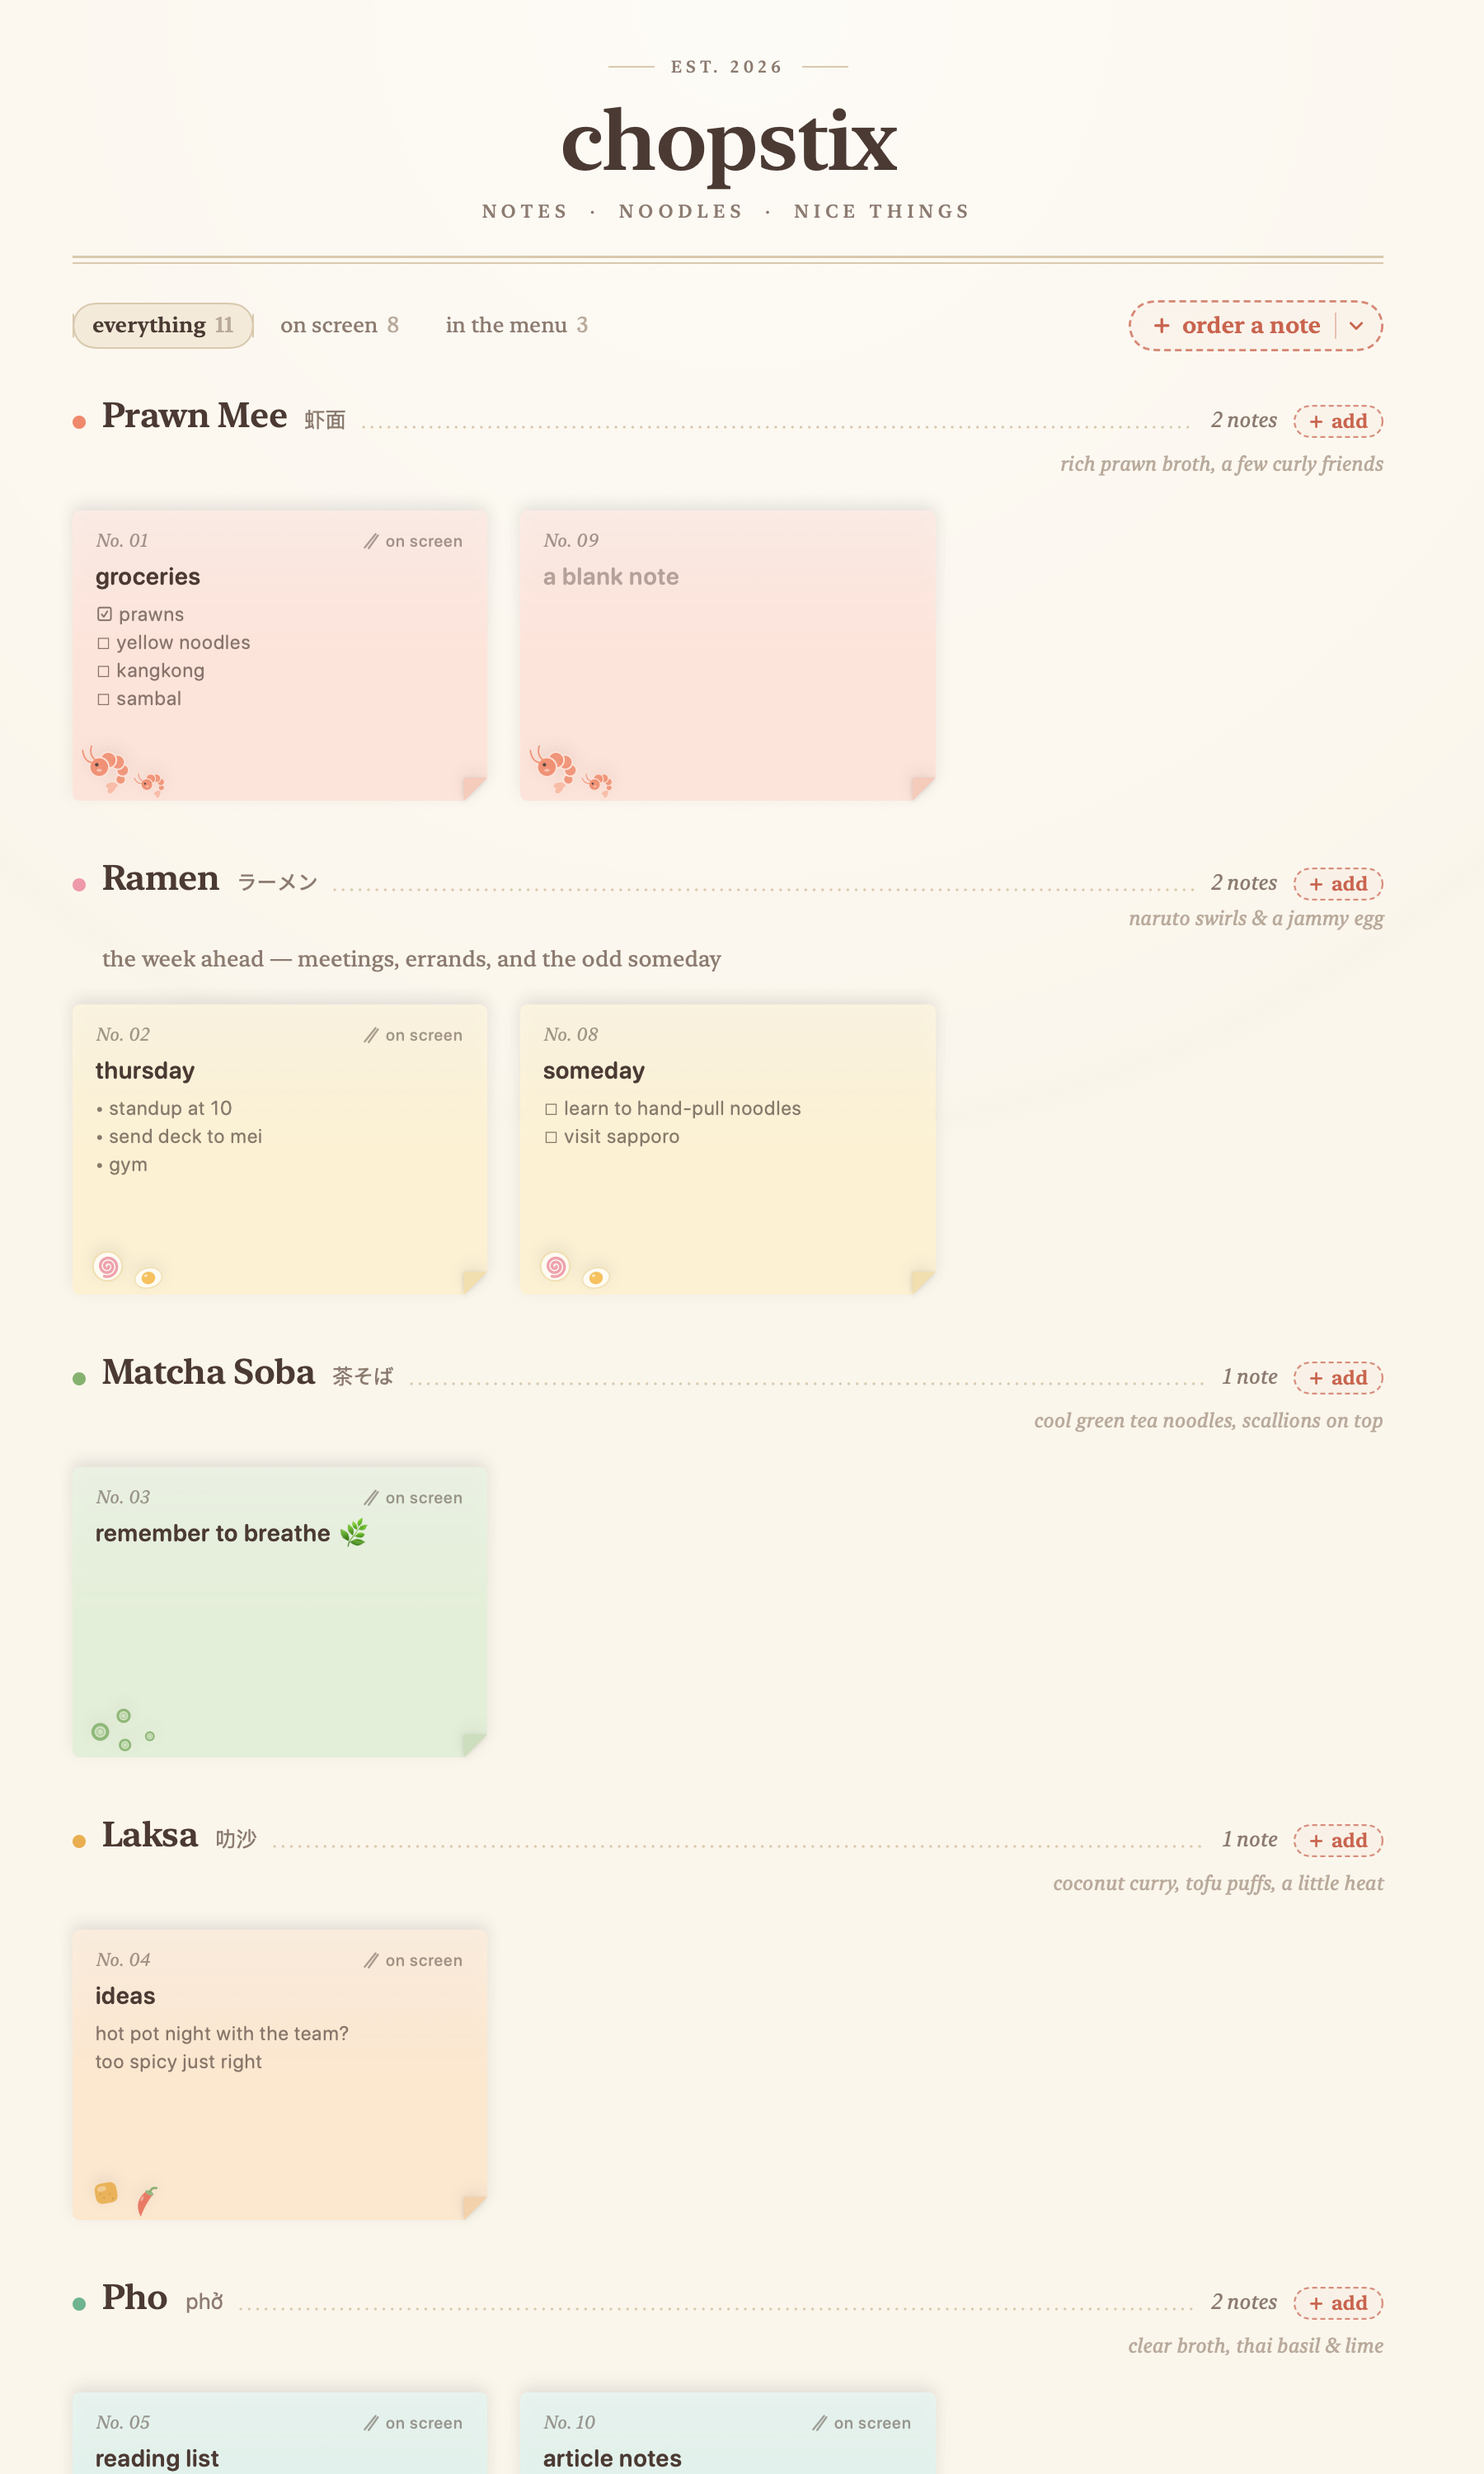 EST. 2026
chopstix
NOTES · NOODLES · NICE THINGS
everything 11 on screen 8 in the menu 3 + order a note
Prawn Mee 虾面 2 notes + add
rich prawn broth, a few curly friends
No. 01 on screen
groceries
☑ prawns
☐ yellow noodles
☐ kangkong
☐ sambal
No. 09
a blank note
Ramen ラーメン 2 notes + add
naruto swirls & a jammy egg
the week ahead — meetings, errands, and the odd someday
No. 02 on screen
thursday
• standup at 10
• send deck to mei
• gym
No. 08
someday
☐ learn to hand-pull noodles
☐ visit sapporo
Matcha Soba 茶そば 1 note + add
cool green tea noodles, scallions on top
No. 03 on screen
remember to breathe 🌿
Laksa 叻沙 1 note + add
coconut curry, tofu puffs, a little heat
No. 04 on screen
ideas
hot pot night with the team?
too spicy just right
Pho phở 2 notes + add
clear broth, thai basil & lime
No. 05 on screen
reading list
No. 10 on screen
article notes